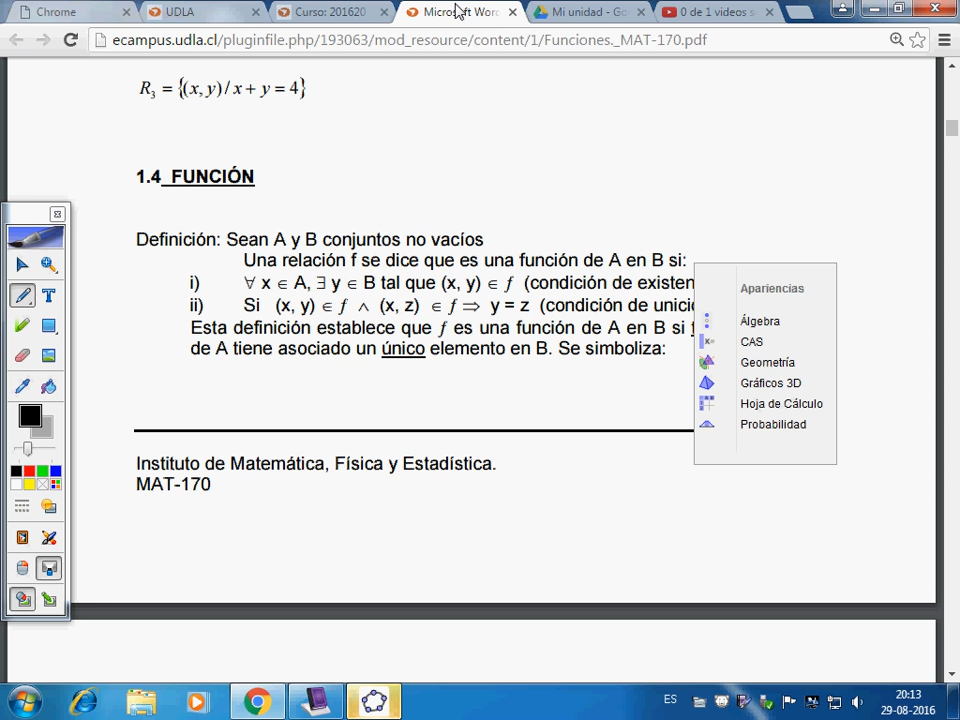 Chrome
UDLA
Curso: 201620
Microsoft Word
Mi unidad - Go
0 de 1 videos s
ecampus.udla.cl/pluginfile.php/193063/mod_resource/content/1/Funciones._MAT-170.pdf
R₃ = {(x, y) / x + y = 4}
1.4 FUNCIÓN
Definición: Sean A y B conjuntos no vacíos
Una relación f se dice que es una función de A en B si:
i) ∀ x ∈ A, ∃ y ∈ B tal que (x, y) ∈ f (condición de existen
ii) Si (x, y) ∈ f ∧ (x, z) ∈ f ⇒ y = z (condición de unici
Esta definición establece que f es una función de A en B si
de A tiene asociado un único elemento en B. Se simboliza:
Apariencias
Álgebra
CAS
Geometría
Gráficos 3D
Hoja de Cálculo
Probabilidad
Instituto de Matemática, Física y Estadística.
MAT-170
ES
20:13
29-08-2016